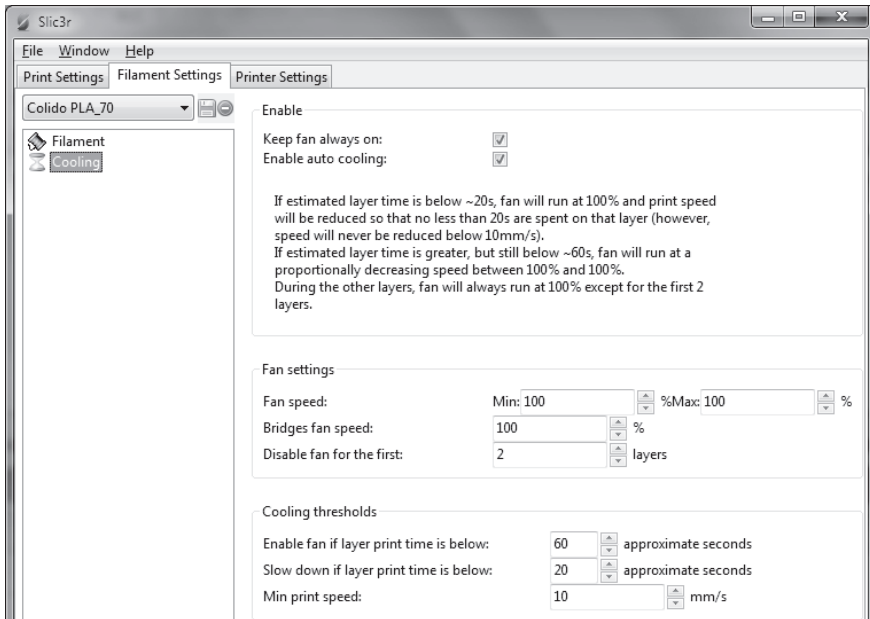 Slic3r
File Window Help
Print Settings Filament Settings Printer Settings
Colido PLA_70
Filament
Cooling
Enable
Keep fan always on:
Enable auto cooling:
If estimated layer time is below ~20s, fan will run at 100% and print speed
will be reduced so that no less than 20s are spent on that layer (however,
speed will never be reduced below 10mm/s).
If estimated layer time is greater, but still below ~60s, fan will run at a
proportionally decreasing speed between 100% and 100%.
During the other layers, fan will always run at 100% except for the first 2
layers.
Fan settings
Fan speed: Min: 100 %Max: 100 %
Bridges fan speed: 100 %
Disable fan for the first: 2 layers
Cooling thresholds
Enable fan if layer print time is below: 60 approximate seconds
Slow down if layer print time is below: 20 approximate seconds
Min print speed: 10 mm/s